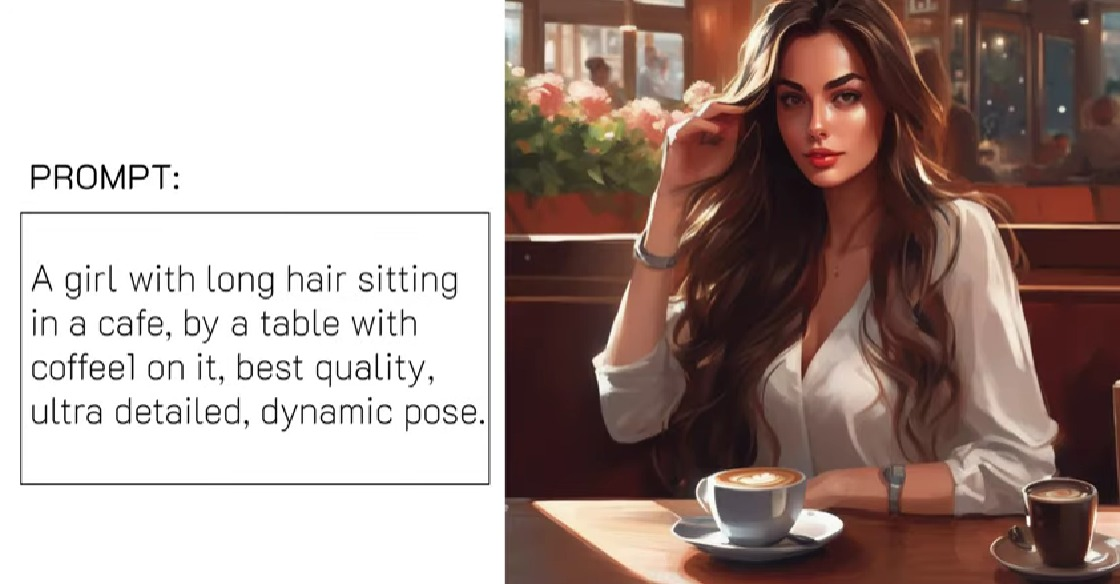 PROMPT:
A girl with long hair sitting
in a cafe, by a table with
coffee1 on it, best quality,
ultra detailed, dynamic pose.